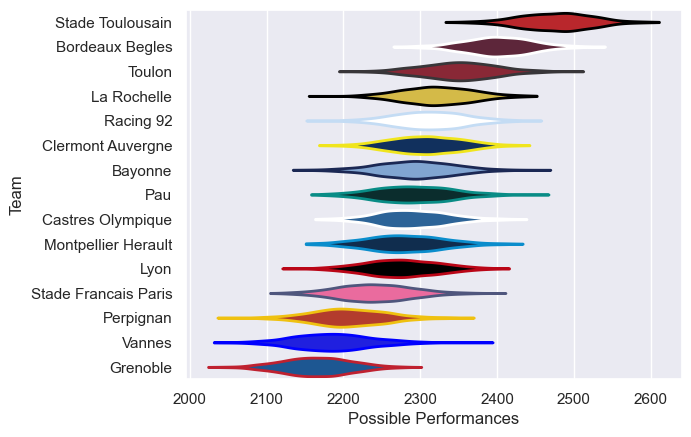 Stade Toulousain
Bordeaux Begles
Toulon
La Rochelle
Racing 92
Clermont Auvergne
Bayonne
Pau
Castres Olympique
Montpellier Herault
Lyon
Stade Francais Paris
Perpignan
Vannes
Grenoble
Team
2000 2100 2200 2300 2400 2500 2600
Possible Performances